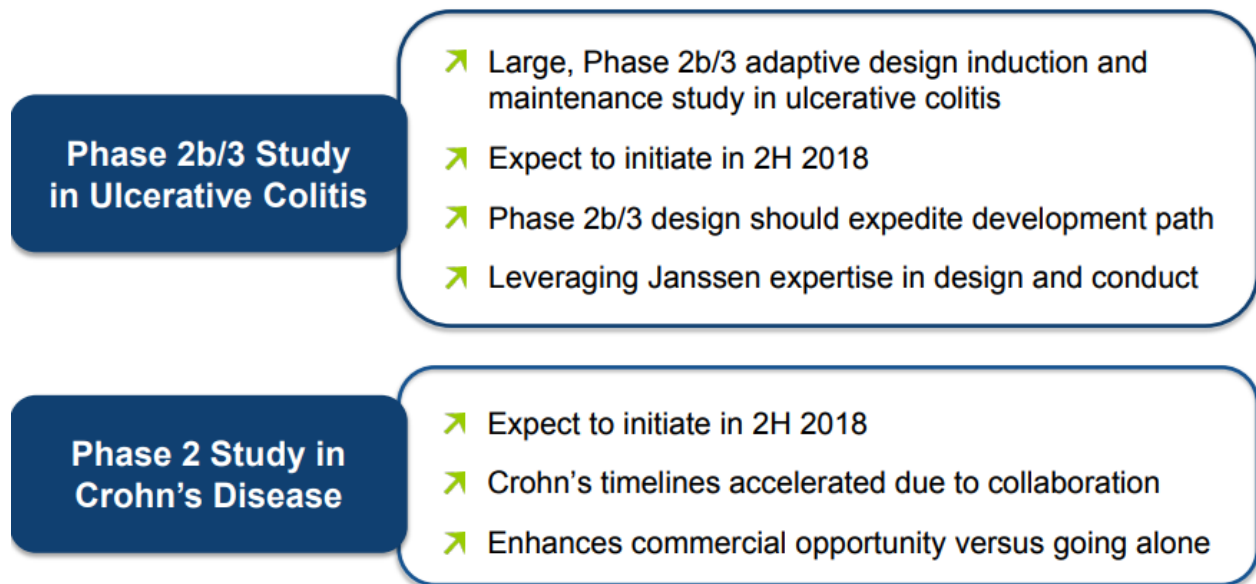 Phase 2b/3 Study
in Ulcerative Colitis
Large, Phase 2b/3 adaptive design induction and
maintenance study in ulcerative colitis
Expect to initiate in 2H 2018
Phase 2b/3 design should expedite development path
Leveraging Janssen expertise in design and conduct
Phase 2 Study in
Crohn’s Disease
Expect to initiate in 2H 2018
Crohn’s timelines accelerated due to collaboration
Enhances commercial opportunity versus going alone